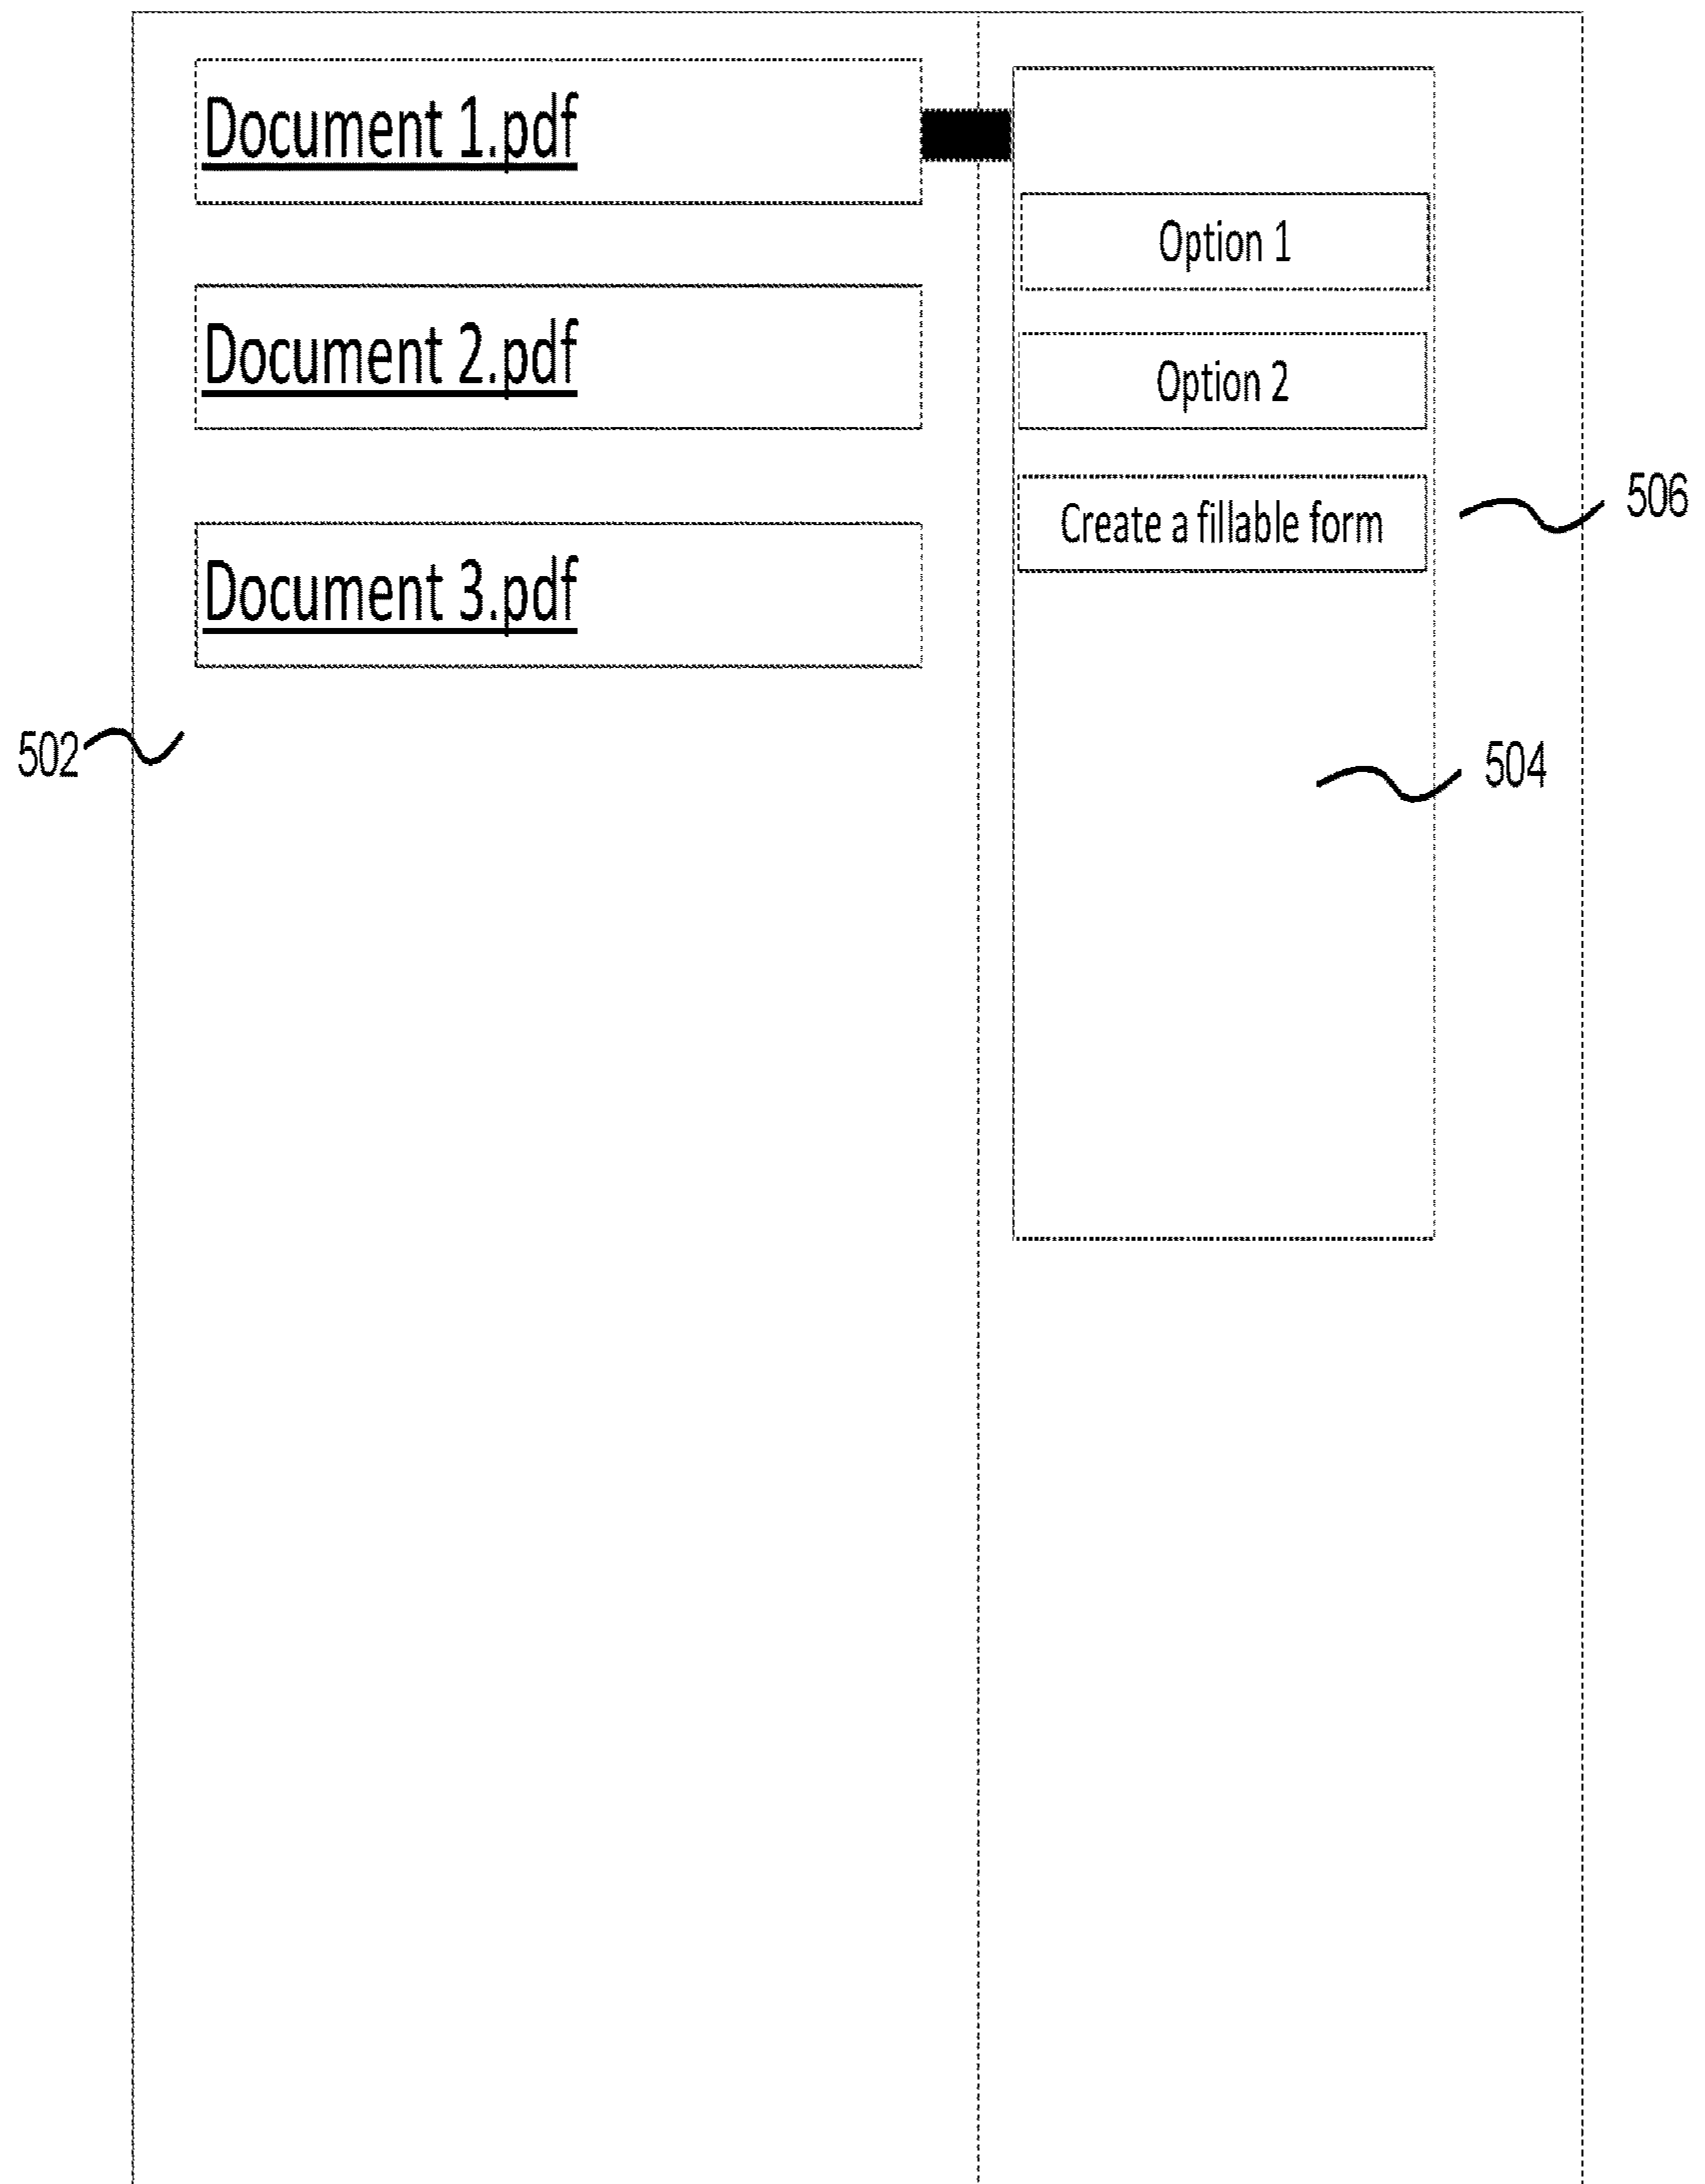 Document 1.pdf
Document 2.pdf
Document 3.pdf
502
Option 1
Option 2
Create a fillable form
506
504